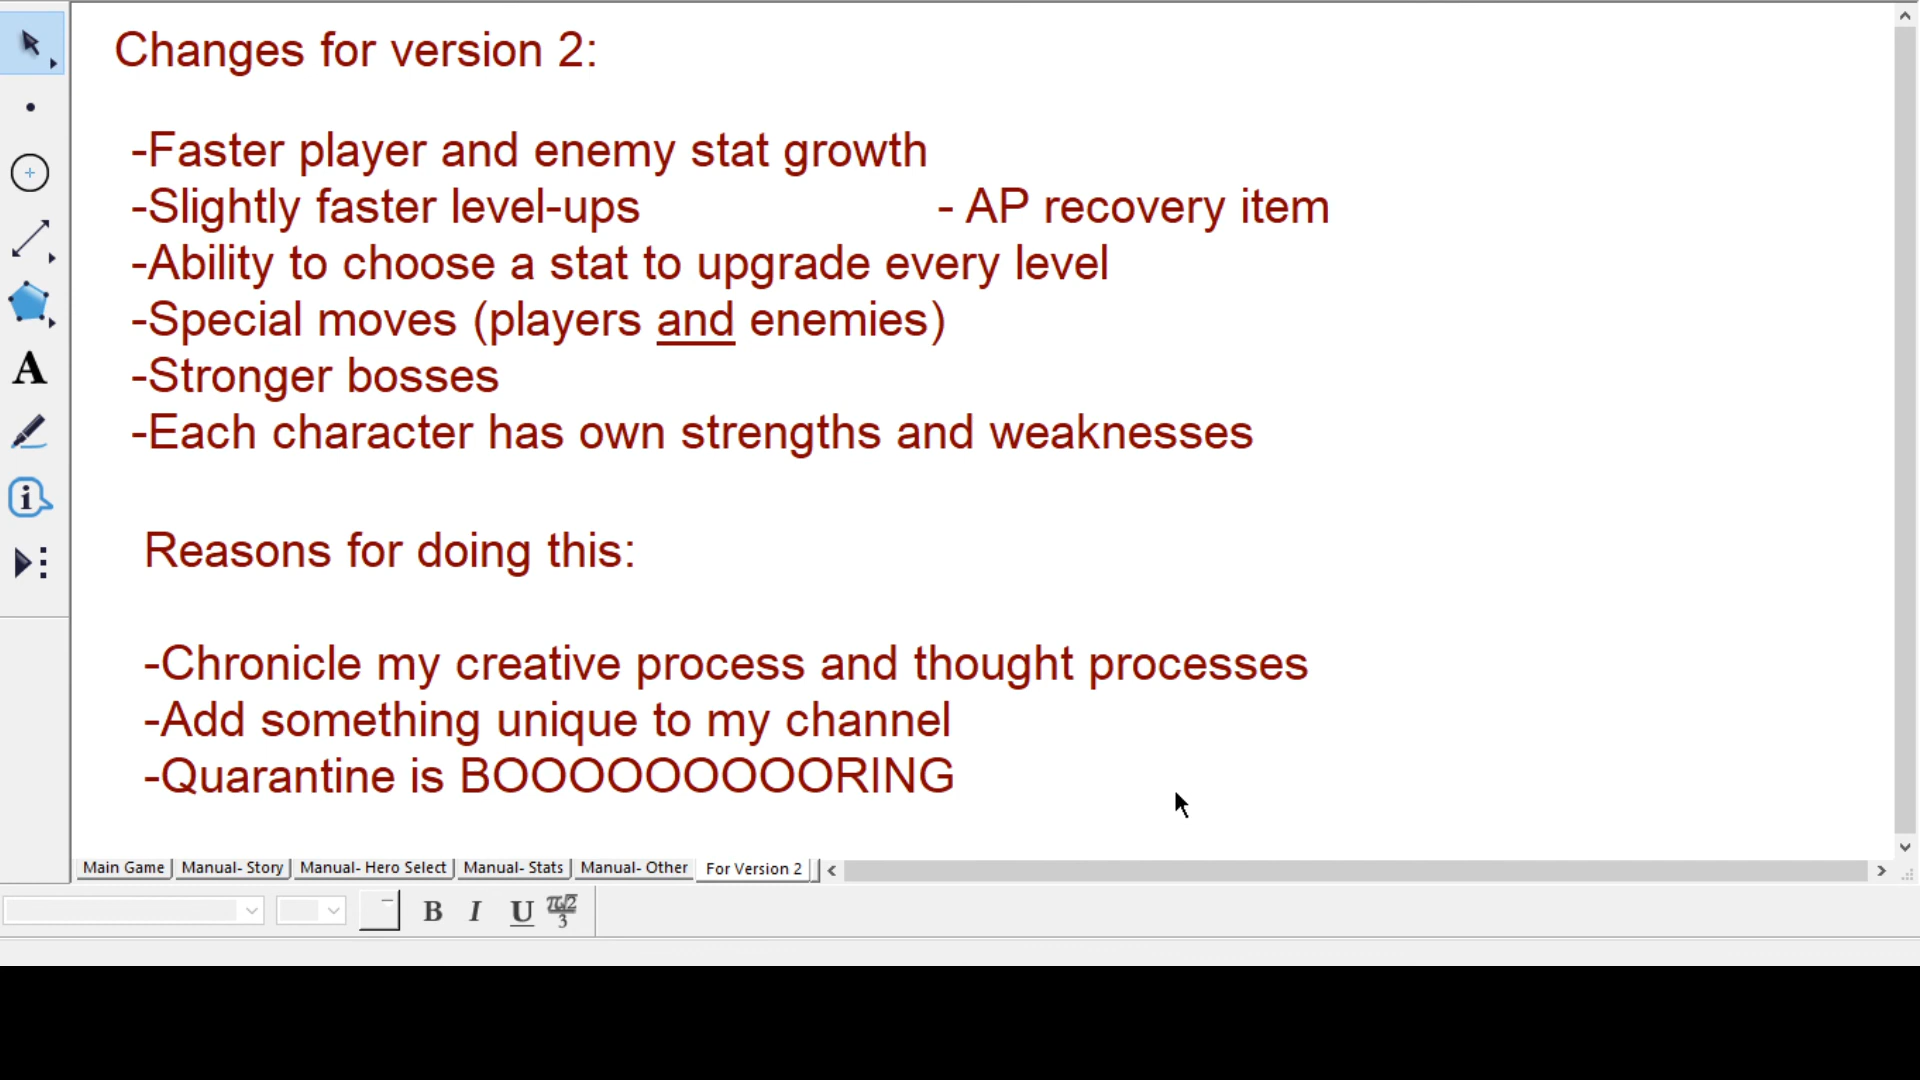 Changes for version 2:
-Faster player and enemy stat growth
-Slightly faster level-ups - AP recovery item
-Ability to choose a stat to upgrade every level
-Special moves (players and enemies)
-Stronger bosses
-Each character has own strengths and weaknesses
Reasons for doing this:
-Chronicle my creative process and thought processes
-Add something unique to my channel
-Quarantine is BOOOOOOOOORING
Main Game Manual- Story Manual- Hero Select Manual- Stats Manual- Other For Version 2
B I U π√2/3